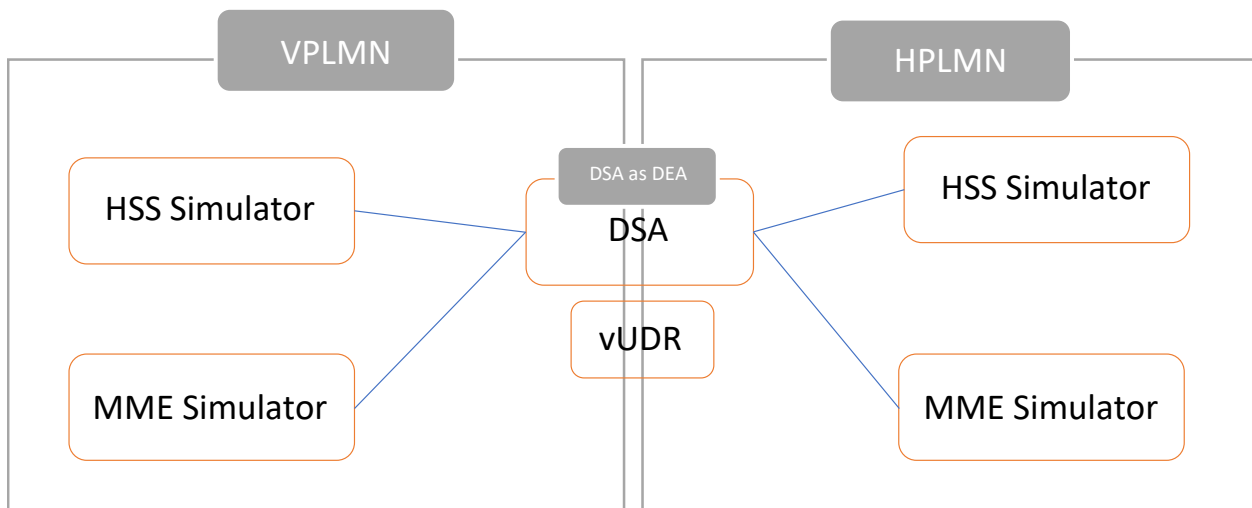 VPLMN
HPLMN
DSA as DEA
HSS Simulator
DSA
HSS Simulator
vUDR
MME Simulator
MME Simulator